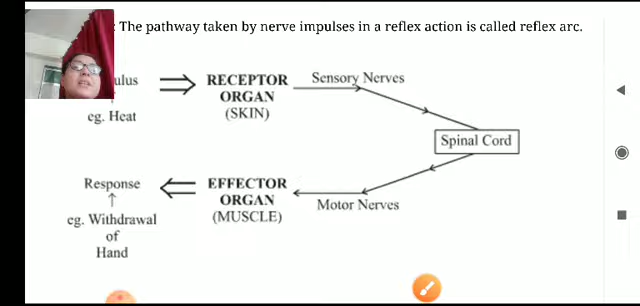 : The pathway taken by nerve impulses in a reflex action is called reflex arc.
ulus
RECEPTOR
ORGAN
(SKIN)
Sensory Nerves
eg. Heat
Spinal Cord
Response
eg. Withdrawal
of
Hand
EFFECTOR
ORGAN
(MUSCLE)
Motor Nerves